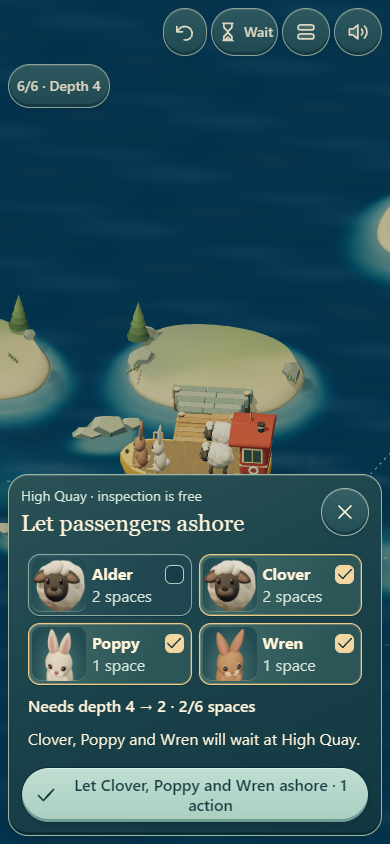 Wait
6/6 · Depth 4
High Quay · inspection is free
Let passengers ashore
Alder
2 spaces
Clover
2 spaces
Poppy
1 space
Wren
1 space
Needs depth 4 → 2 · 2/6 spaces
Clover, Poppy and Wren will wait at High Quay.
Let Clover, Poppy and Wren ashore · 1
action